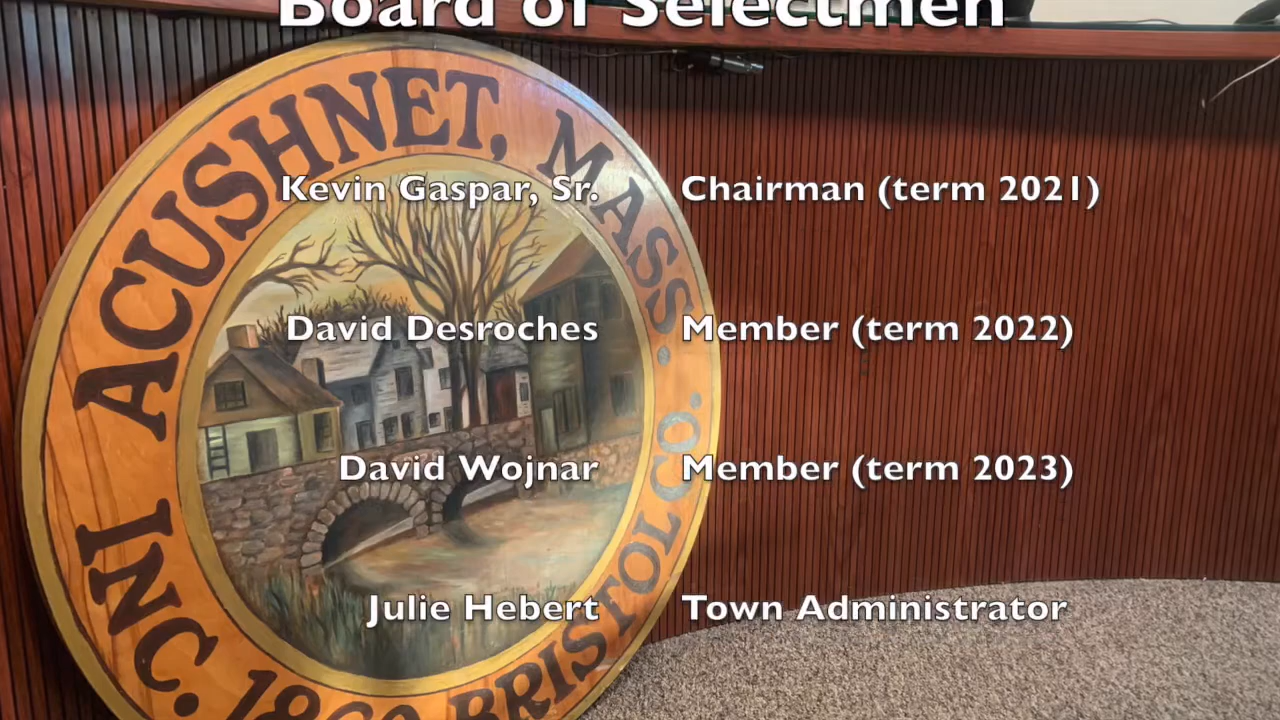 Board of Selectmen
ACUSHNET, MASS.
Kevin Gaspar, Sr. Chairman (term 2021)
David Desroches Member (term 2022)
David Wojnar Member (term 2023)
Julie Hebert Town Administrator
INC. 1860 BRISTOL CO.